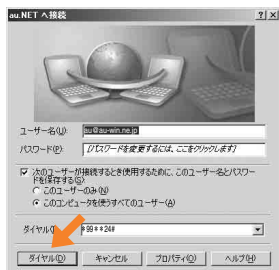 au.NET へ接続
ユーザー名(U):
au@au-win.ne.jp
パスワード(P):
[パスワードを変更するには、ここをクリックします]
次のユーザーが接続するとき使用するために、このユーザー名とパスワードを保存する(S):
このユーザーのみ(N)
このコンピュータを使うすべてのユーザー(A)
ダイヤル(I):
*99**24#
ダイヤル(D)
キャンセル
プロパティ(O)
ヘルプ(H)